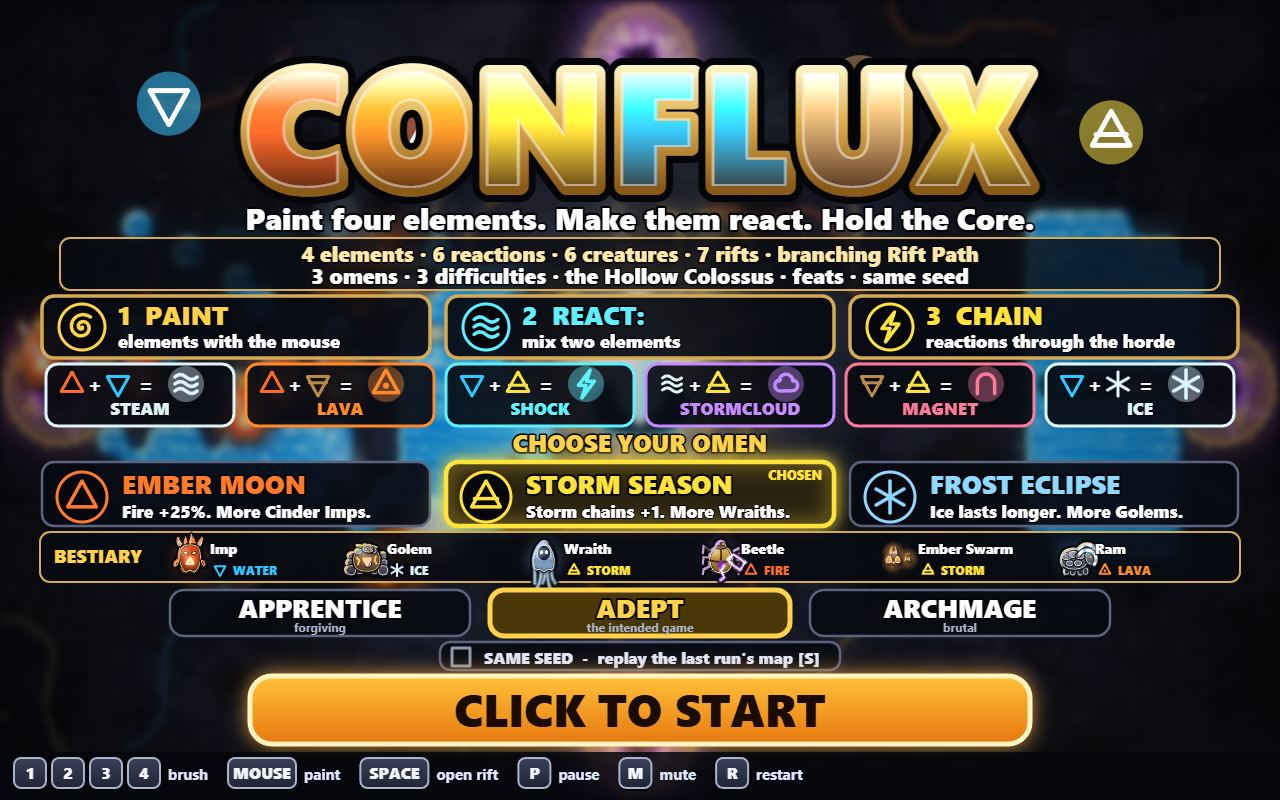 CONFLUX
Paint four elements. Make them react. Hold the Core.
4 elements · 6 reactions · 6 creatures · 7 rifts · branching Rift Path
3 omens · 3 difficulties · the Hollow Colossus · feats · same seed
1 PAINT
elements with the mouse
2 REACT:
mix two elements
3 CHAIN
reactions through the horde
+ =
STEAM
+ =
LAVA
+ =
SHOCK
+ =
STORMCLOUD
+ =
MAGNET
+ =
ICE
CHOOSE YOUR OMEN
EMBER MOON
Fire +25%. More Cinder Imps.
STORM SEASON
CHOSEN
Storm chains +1. More Wraiths.
FROST ECLIPSE
Ice lasts longer. More Golems.
BESTIARY
Imp
WATER
Golem
ICE
Wraith
STORM
Beetle
FIRE
Ember Swarm
STORM
Ram
LAVA
APPRENTICE
forgiving
ADEPT
the intended game
ARCHMAGE
brutal
SAME SEED - replay the last run's map [S]
CLICK TO START
1 2 3 4 brush MOUSE paint SPACE open rift P pause M mute R restart